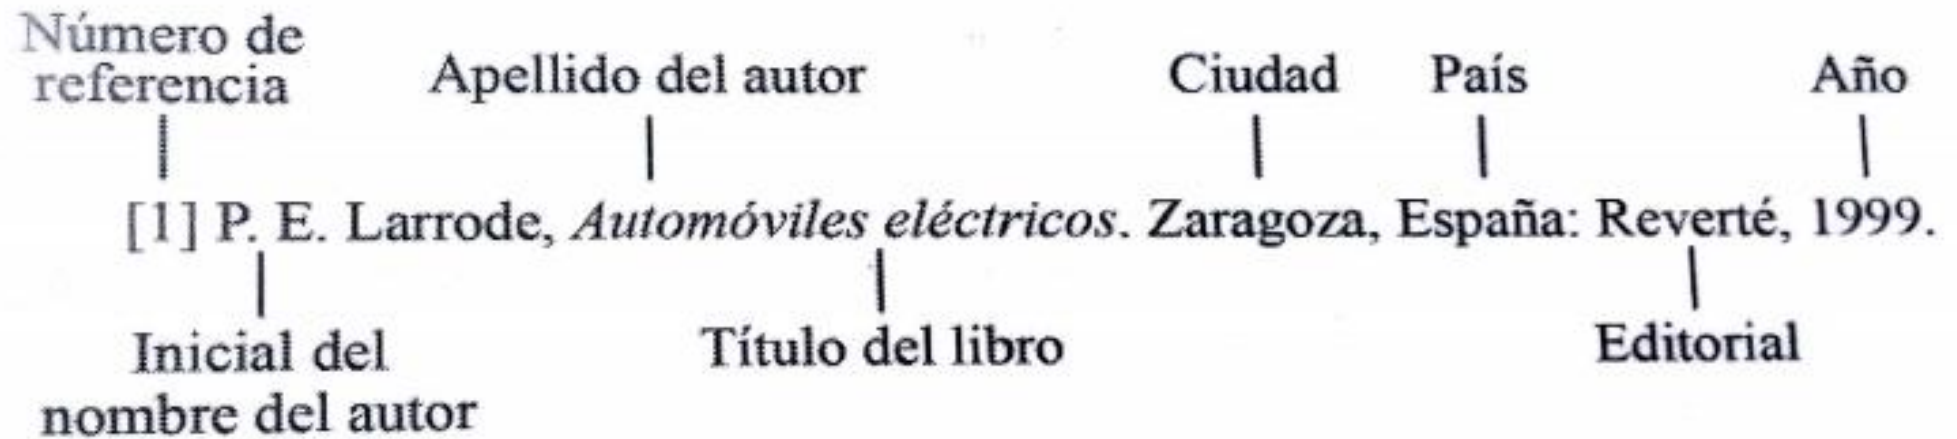 Número de
referencia
Apellido del autor
Ciudad
País
Año
[1] P. E. Larrode, Automóviles eléctricos. Zaragoza, España: Reverté, 1999.
Inicial del
nombre del autor
Título del libro
Editorial